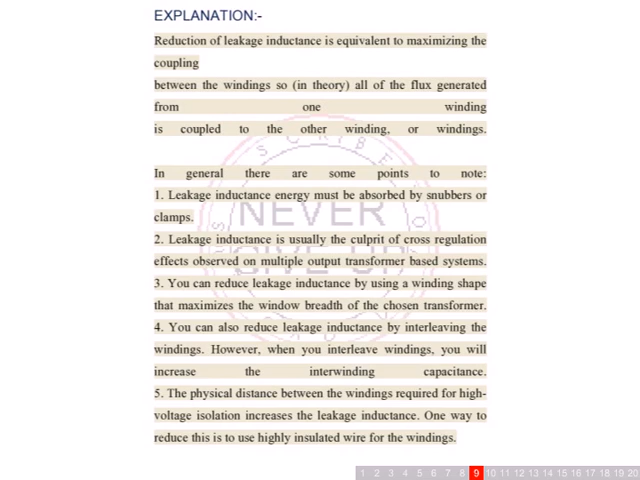 EXPLANATION:-
Reduction of leakage inductance is equivalent to maximizing the
coupling
between the windings so (in theory) all of the flux generated
from one winding
is coupled to the other winding, or windings.
In general there are some points to note:
1. Leakage inductance energy must be absorbed by snubbers or
clamps.
2. Leakage inductance is usually the culprit of cross regulation
effects observed on multiple output transformer based systems.
3. You can reduce leakage inductance by using a winding shape
that maximizes the window breadth of the chosen transformer.
4. You can also reduce leakage inductance by interleaving the
windings. However, when you interleave windings, you will
increase the interwinding capacitance.
5. The physical distance between the windings required for high-
voltage isolation increases the leakage inductance. One way to
reduce this is to use highly insulated wire for the windings.
NEVER
GIVE UP
1 2 3 4 5 6 7 8 9 10 11 12 13 14 15 16 17 18 19 20